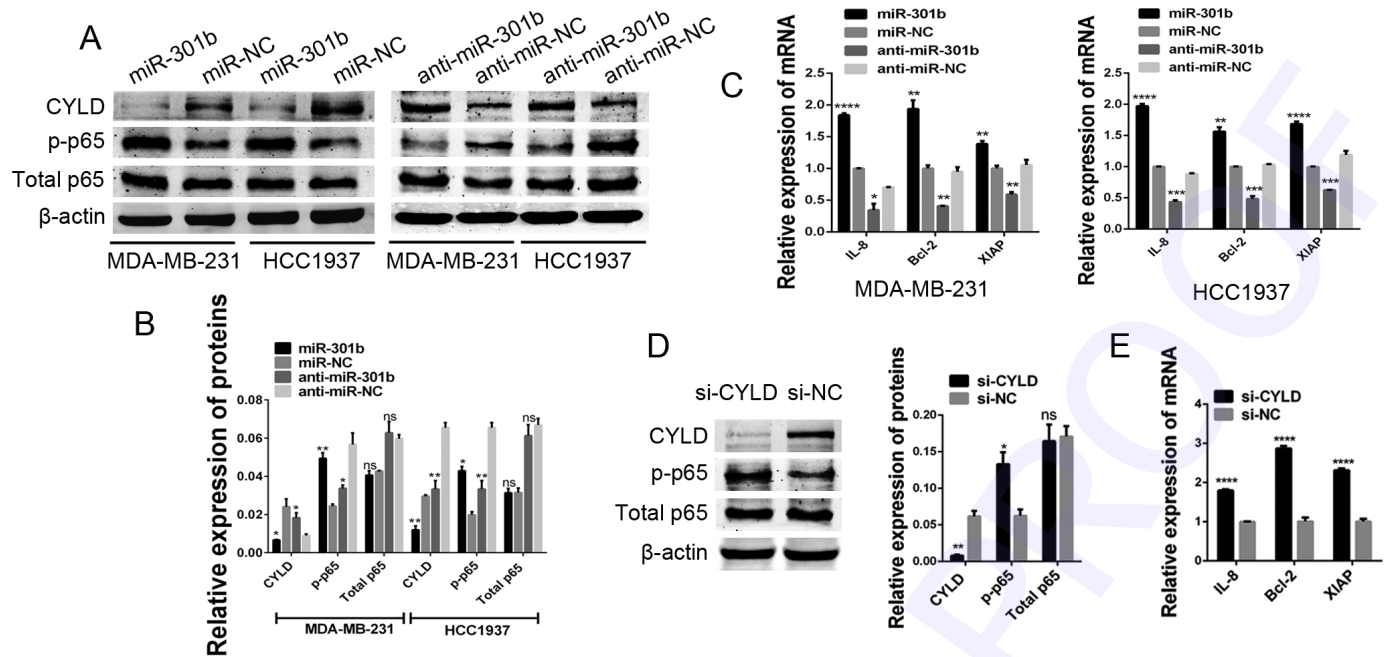 A
miR-301b
miR-NC
miR-301b
miR-NC
anti-miR-301b
anti-miR-NC
anti-miR-301b
anti-miR-NC
CYLD
p-p65
Total p65
β-actin
MDA-MB-231
HCC1937
MDA-MB-231
HCC1937
B
Relative expression of proteins
miR-301b
miR-NC
anti-miR-301b
anti-miR-NC
0.08
0.06
0.04
0.02
0.00
*
*
**
*
ns
ns
**
**
*
**
ns
ns
CYLD
p-p65
Total p65
CYLD
p-p65
Total p65
MDA-MB-231
HCC1937
C
Relative expression of mRNA
miR-301b
miR-NC
anti-miR-301b
anti-miR-NC
2.5
2.0
1.5
1.0
0.5
0.0
****
*
**
**
**
**
IL-8
Bcl-2
XIAP
MDA-MB-231
Relative expression of mRNA
miR-301b
miR-NC
anti-miR-301b
anti-miR-NC
2.5
2.0
1.5
1.0
0.5
0.0
****
***
**
***
****
***
IL-8
Bcl-2
XIAP
HCC1937
D
si-CYLD si-NC
CYLD
p-p65
Total p65
β-actin
Relative expression of proteins
si-CYLD
si-NC
0.20
0.15
0.10
0.05
0.00
**
*
ns
CYLD
p-p65
Total p65
E
Relative expression of mRNA
si-CYLD
si-NC
4
3
2
1
0
****
****
****
IL-8
Bcl-2
XIAP
PROOF